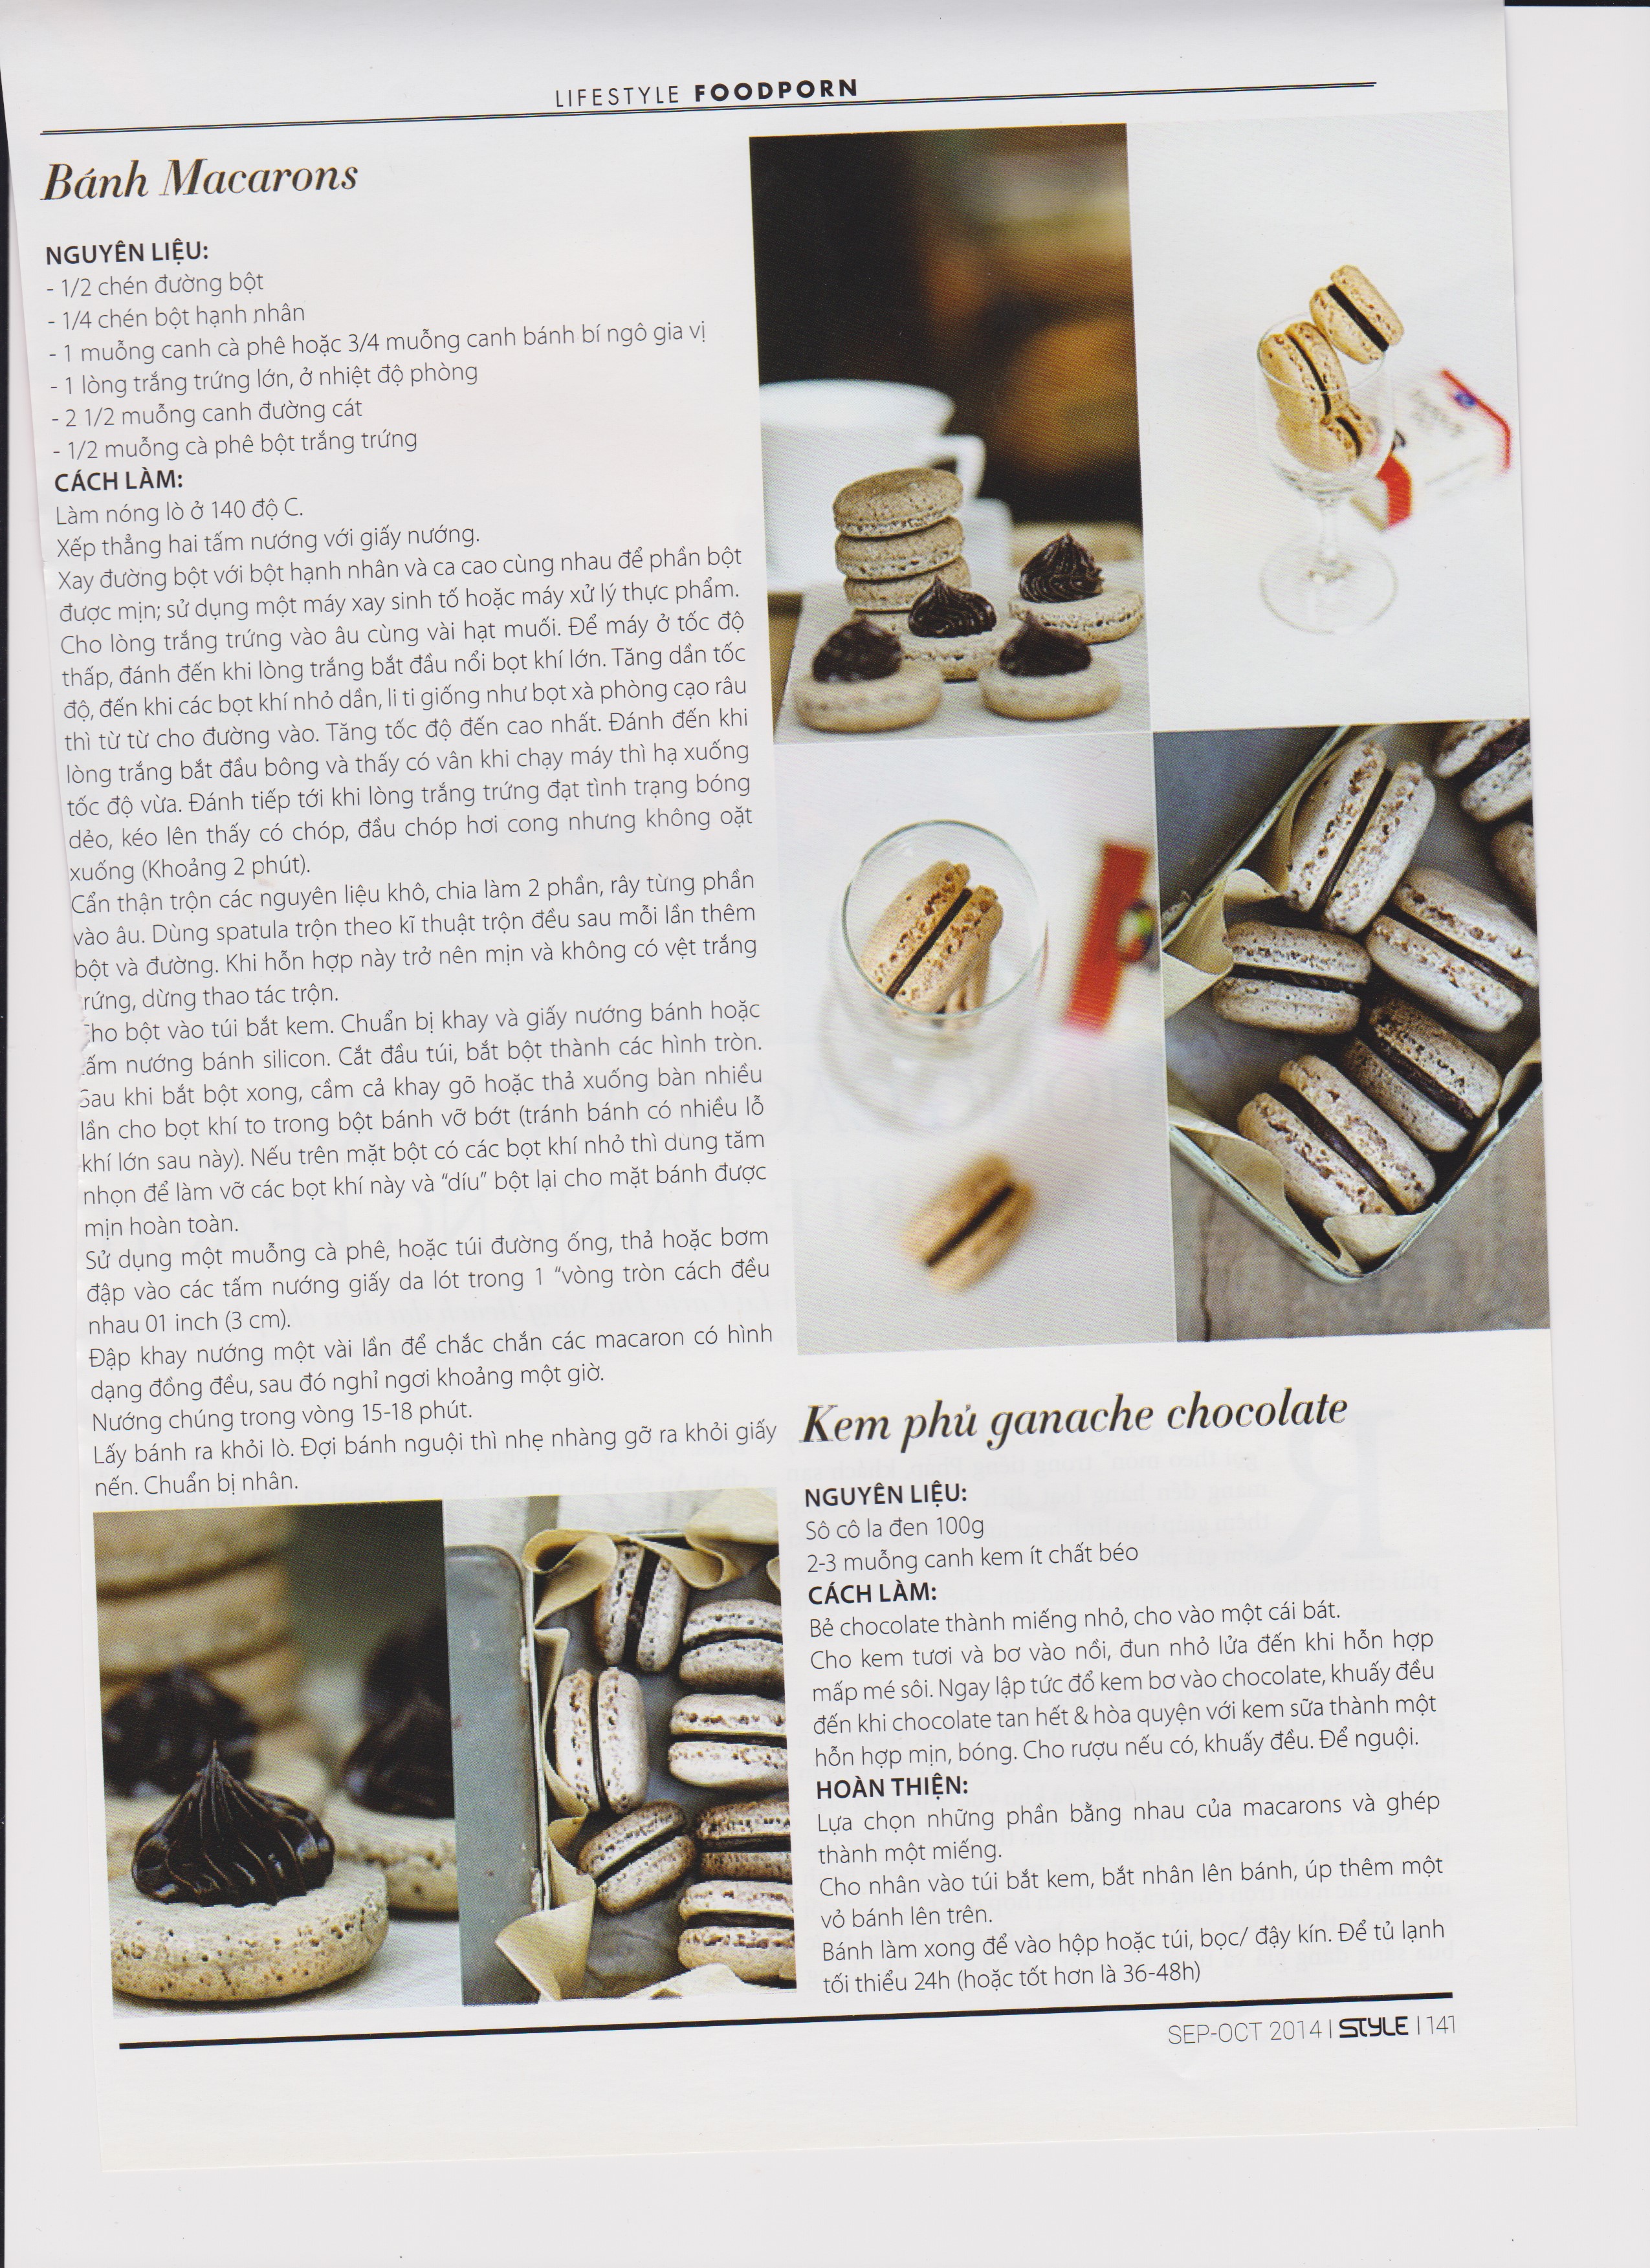 LIFESTYLE FOODPORN
Bánh Macarons
NGUYÊN LIỆU:
- 1/2 chén đường bột
- 1/4 chén bột hạnh nhân
- 1 muỗng canh cà phê hoặc 3/4 muỗng canh bánh bí ngô gia vị
- 1 lòng trắng trứng lớn, ở nhiệt độ phòng
- 2 1/2 muỗng canh đường cát
- 1/2 muỗng cà phê bột trắng trứng
CÁCH LÀM:
Làm nóng lò ở 140 độ C.
Xếp thẳng hai tấm nướng với giấy nướng.
Xay đường bột với bột hạnh nhân và ca cao cùng nhau để phần bột
được mịn; sử dụng một máy xay sinh tố hoặc máy xử lý thực phẩm.
Cho lòng trắng trứng vào âu cùng vài hạt muối. Để máy ở tốc độ
thấp, đánh đến khi lòng trắng bắt đầu nổi bọt khí lớn. Tăng dần tốc
độ, đến khi các bọt khí nhỏ dần, li ti giống như bọt xà phòng cạo râu
thì từ từ cho đường vào. Tăng tốc độ đến cao nhất. Đánh đến khi
lòng trắng bắt đầu bông và thấy có vân khi chạy máy thì hạ xuống
tốc độ vừa. Đánh tiếp tới khi lòng trắng trứng đạt tình trạng bóng
dẻo, kéo lên thấy có chóp, đầu chóp hơi cong nhưng không oặt
xuống (Khoảng 2 phút).
Cẩn thận trộn các nguyên liệu khô, chia làm 2 phần, rây từng phần
vào âu. Dùng spatula trộn theo kĩ thuật trộn đều sau mỗi lần thêm
bột và đường. Khi hỗn hợp này trở nên mịn và không có vệt trắng
rứng, dừng thao tác trộn.
Cho bột vào túi bắt kem. Chuẩn bị khay và giấy nướng bánh hoặc
tấm nướng bánh silicon. Cắt đầu túi, bắt bột thành các hình tròn.
Sau khi bắt bột xong, cầm cả khay gõ hoặc thả xuống bàn nhiều
lần cho bọt khí to trong bột bánh vỡ bớt (tránh bánh có nhiều lỗ
khí lớn sau này). Nếu trên mặt bột có các bọt khí nhỏ thì dùng tăm
nhọn để làm vỡ các bọt khí này và “díu” bột lại cho mặt bánh được
mịn hoàn toàn.
Sử dụng một muỗng cà phê, hoặc túi đường ống, thả hoặc bơm
đập vào các tấm nướng giấy da lót trong 1 “vòng tròn cách đều
nhau 01 inch (3 cm).
Đập khay nướng một vài lần để chắc chắn các macaron có hình
dạng đồng đều, sau đó nghỉ ngơi khoảng một giờ.
Nướng chúng trong vòng 15-18 phút.
Lấy bánh ra khỏi lò. Đợi bánh nguội thì nhẹ nhàng gỡ ra khỏi giấy
nến. Chuẩn bị nhân.
Kem phủ ganache chocolate
NGUYÊN LIỆU:
Sô cô la đen 100g
2-3 muỗng canh kem ít chất béo
CÁCH LÀM:
Bẻ chocolate thành miếng nhỏ, cho vào một cái bát.
Cho kem tươi và bơ vào nồi, đun nhỏ lửa đến khi hỗn hợp
mấp mé sôi. Ngay lập tức đổ kem bơ vào chocolate, khuấy đều
đến khi chocolate tan hết & hòa quyện với kem sữa thành một
hỗn hợp mịn, bóng. Cho rượu nếu có, khuấy đều. Để nguội.
HOÀN THIỆN:
Lựa chọn những phần bằng nhau của macarons và ghép
thành một miếng.
Cho nhân vào túi bắt kem, bắt nhân lên bánh, úp thêm một
vỏ bánh lên trên.
Bánh làm xong để vào hộp hoặc túi, bọc/ đậy kín. Để tủ lạnh
tối thiểu 24h (hoặc tốt hơn là 36-48h)
SEP-OCT 2014 | STYLE | 141